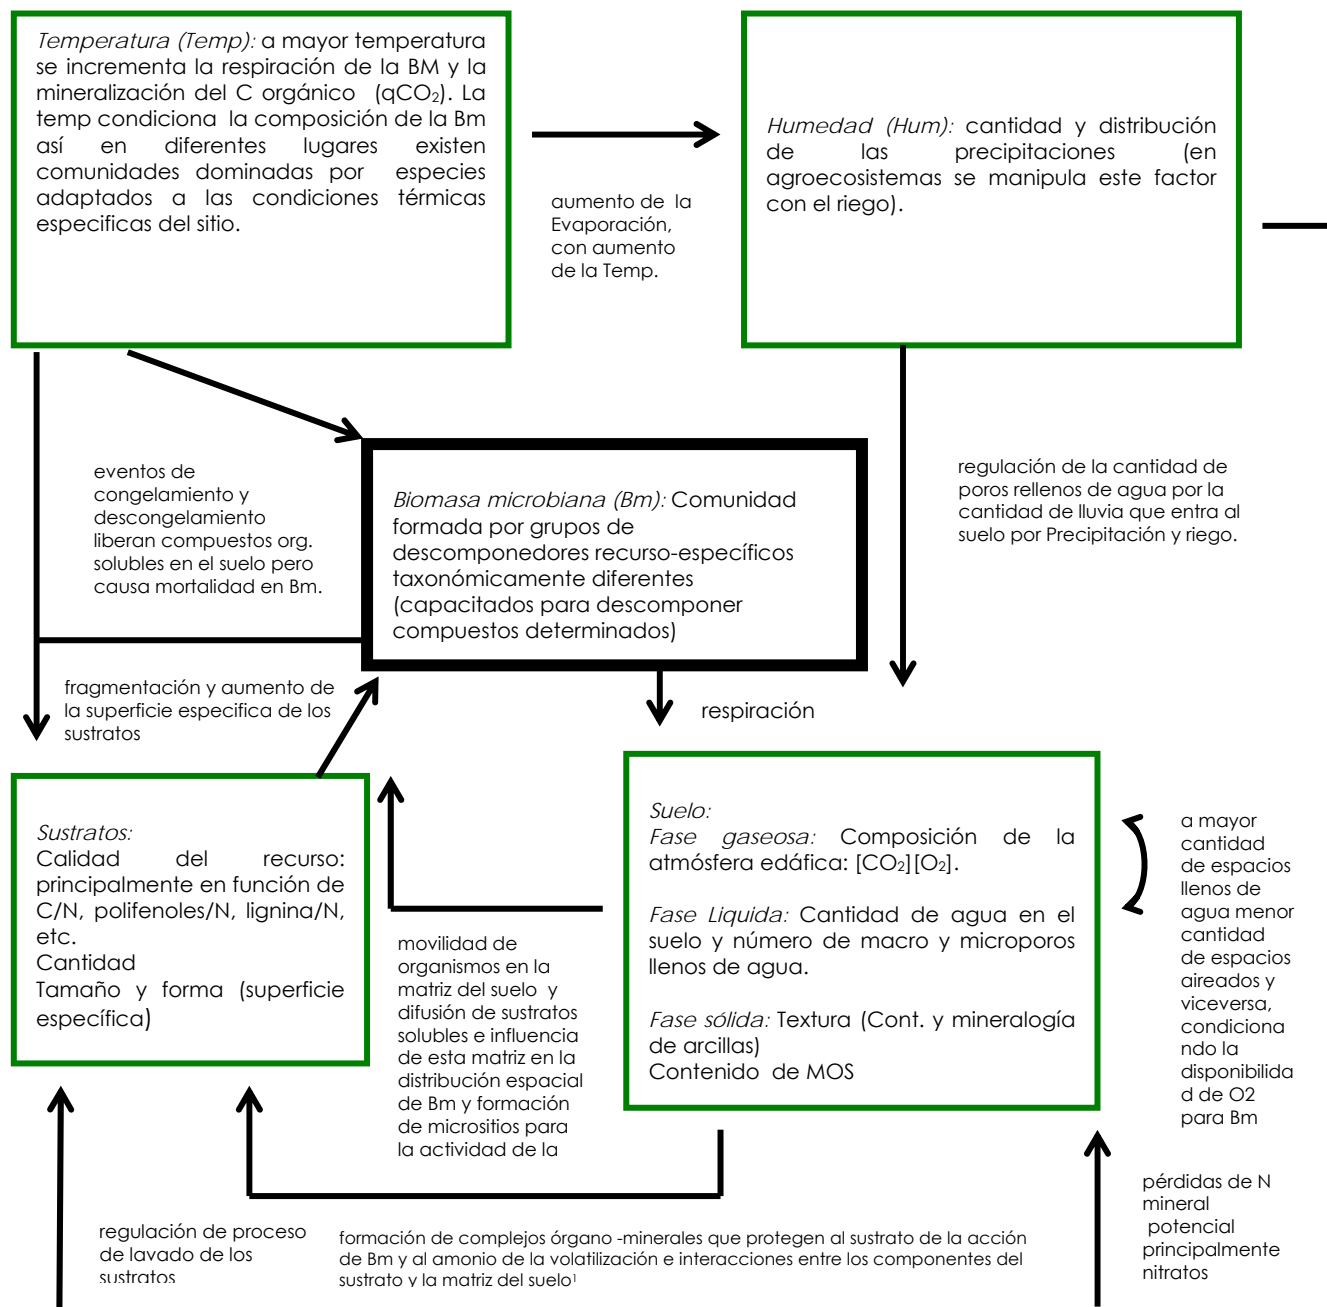 Temperatura (Temp): a mayor temperatura
se incrementa la respiración de la BM y la
mineralización del C orgánico (qCO₂). La
temp condiciona la composición de la Bm
así en diferentes lugares existen
comunidades dominadas por especies
adaptados a las condiciones térmicas
especificas del sitio.
aumento de la
Evaporación,
con aumento
de la Temp.
Humedad (Hum): cantidad y distribución
de las precipitaciones (en
agroecosistemas se manipula este factor
con el riego).
eventos de
congelamiento y
descongelamiento
liberan compuestos org.
solubles en el suelo pero
causa mortalidad en Bm.
Biomasa microbiana (Bm): Comunidad
formada por grupos de
descomponedores recurso-específicos
taxonómicamente diferentes
(capacitados para descomponer
compuestos determinados)
regulación de la cantidad de
poros rellenos de agua por la
cantidad de lluvia que entra al
suelo por Precipitación y riego.
fragmentación y aumento de
la superficie especifica de los
sustratos
respiración
Sustratos:
Calidad del recurso:
principalmente en función de
C/N, polifenoles/N, lignina/N,
etc.
Cantidad
Tamaño y forma (superficie
específica)
movilidad de
organismos en la
matriz del suelo y
difusión de sustratos
solubles e influencia
de esta matriz en la
distribución espacial
de Bm y formación
de micrositios para
la actividad de la
Suelo:
Fase gaseosa: Composición de la
atmósfera edáfica: [CO₂][O₂].
Fase Liquida: Cantidad de agua en el
suelo y número de macro y microporos
llenos de agua.
Fase sólida: Textura (Cont. y mineralogía
de arcillas)
Contenido de MOS
a mayor
cantidad
de espacios
llenos de
agua menor
cantidad
de espacios
aireados y
viceversa,
condiciona
ndo la
disponibilida
d de O2
para Bm
regulación de proceso
de lavado de los
sustratos
formación de complejos órgano -minerales que protegen al sustrato de la acción
de Bm y al amonio de la volatilización e interacciones entre los componentes del
sustrato y la matriz del suelo¹
pérdidas de N
mineral
potencial
principalmente
nitratos